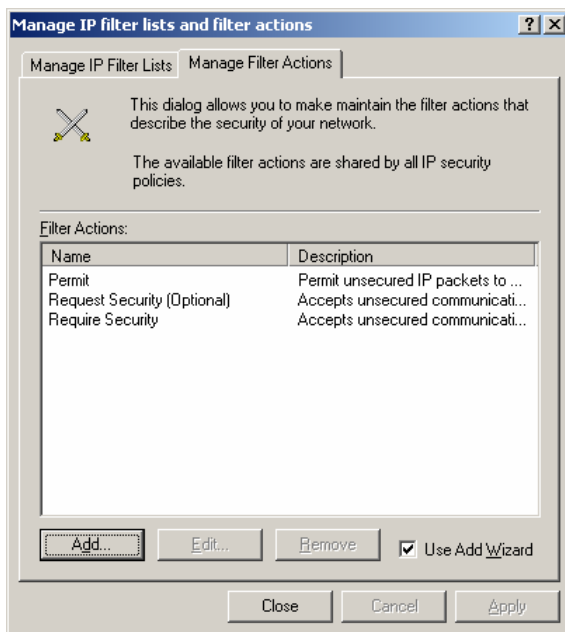 Manage IP filter lists and filter actions
Manage IP Filter Lists
Manage Filter Actions
This dialog allows you to make maintain the filter actions that
describe the security of your network.
The available filter actions are shared by all IP security
policies.
Filter Actions:
Name Description
Permit Permit unsecured IP packets to ...
Request Security (Optional) Accepts unsecured communicati...
Require Security Accepts unsecured communicati...
Add... Edit... Remove Use Add Wizard
Close Cancel Apply